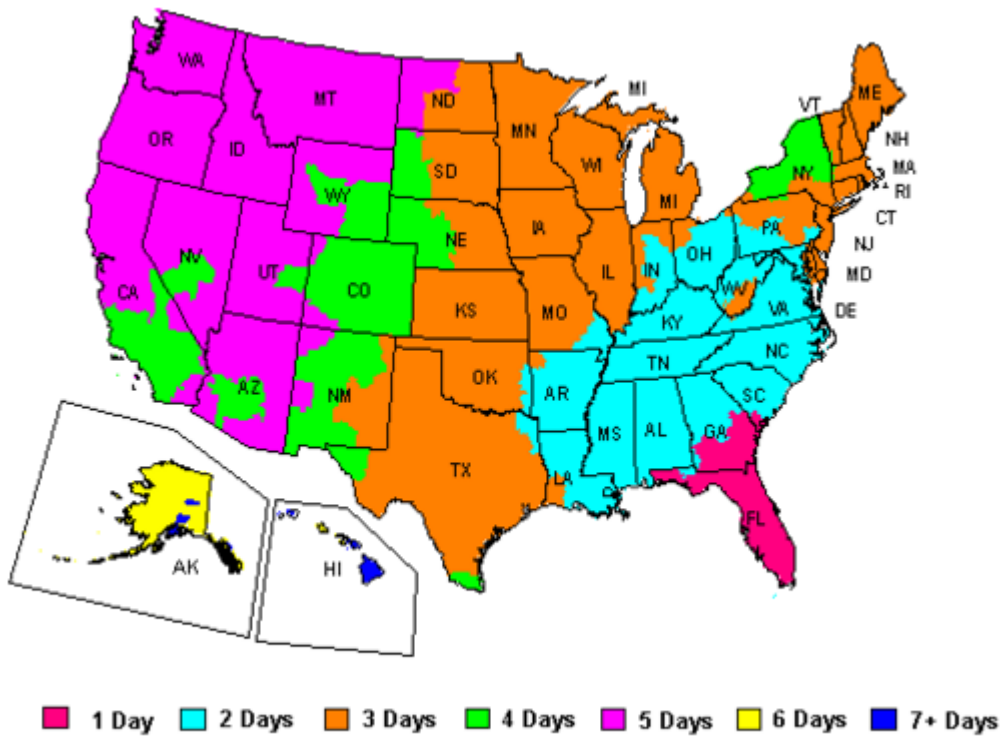 WA
MT
ND
MN
MI
VT
ME
OR
ID
WI
NH
SD
NY
MA
WY
MI
RI
CT
IA
NE
PA
NV
OH
NJ
UT
IN
IL
MD
CA
CO
WV
KS
MO
VA
DE
KY
NC
TN
OK
AZ
AR
SC
NM
GA
MS
AL
TX
LA
FL
AK
HI
1 Day 2 Days 3 Days 4 Days 5 Days 6 Days 7+ Days